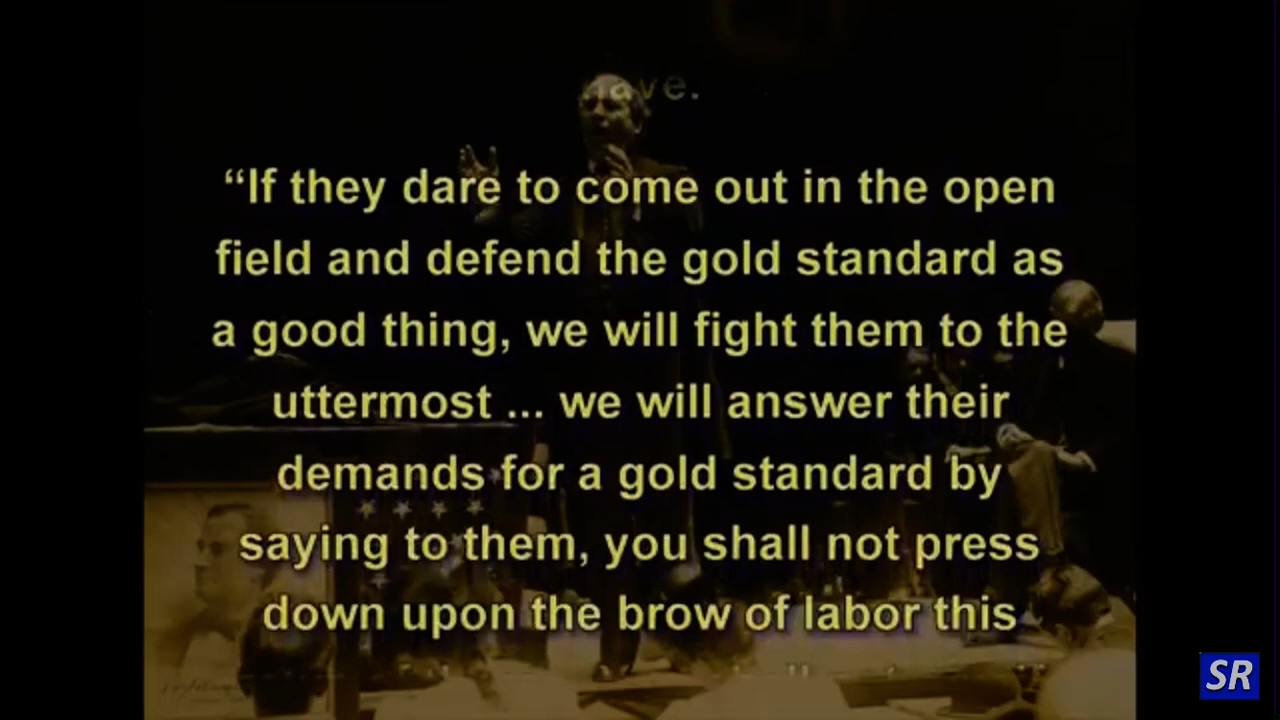 “If they dare to come out in the open
field and defend the gold standard as
a good thing, we will fight them to the
uttermost ... we will answer their
demands for a gold standard by
saying to them, you shall not press
down upon the brow of labor this
SR